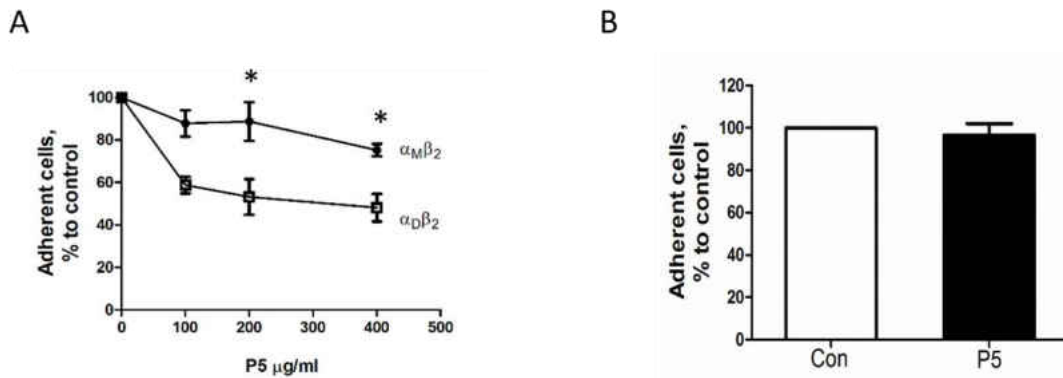 A
Adherent cells,
% to control
100
80
60
40
20
0
* *
αMβ2
αDβ2
0 100 200 300 400 500
P5 μg/ml
B
Adherent cells,
% to control
120
100
80
60
40
20
0
Con P5